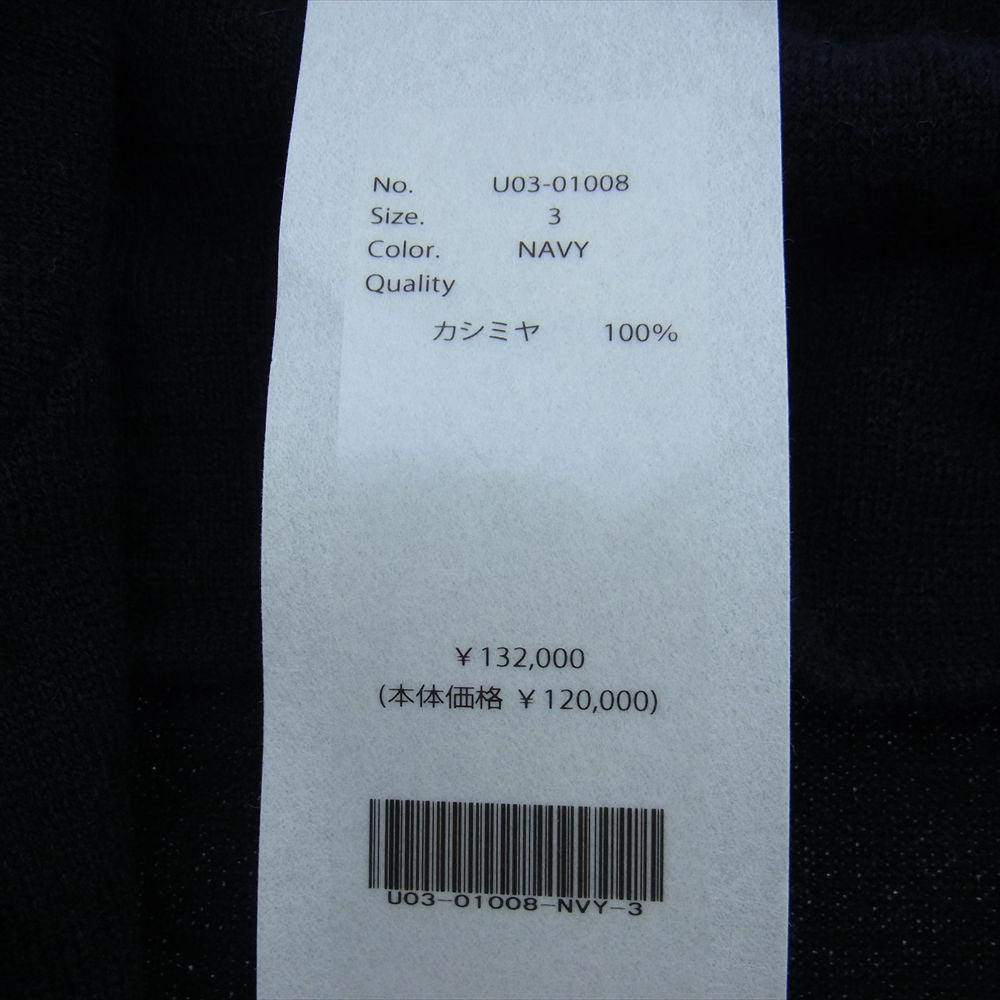 No. U03-01008
Size. 3
Color. NAVY
Quality
カシミヤ 100%
¥ 132,000
(本体価格 ¥ 120,000)
U03-01008-NVY-3